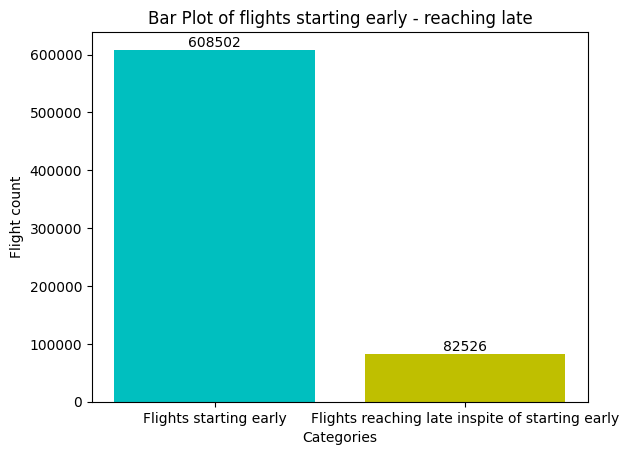 Bar Plot of flights starting early - reaching late
608502
600000
500000
400000
300000
200000
100000
0
Flight count
82526
Flights starting early
Flights reaching late inspite of starting early
Categories